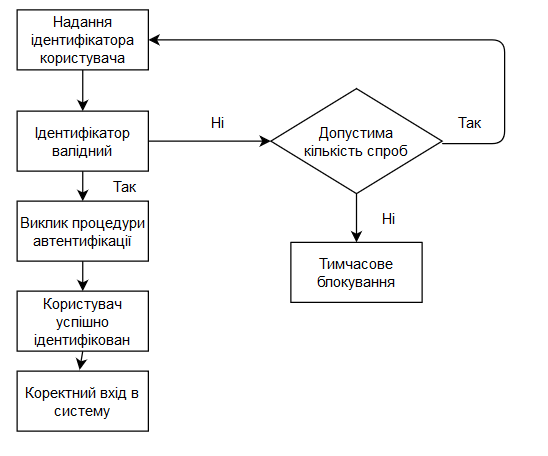 Надання
ідентифікатора
користувача
Ідентифікатор
валідний
Ні
Допустима
кількість спроб
Так
Так
Ні
Виклик процедури
автентифікації
Тимчасове
блокування
Користувач
успішно
ідентифікован
Коректний вхід в
систему